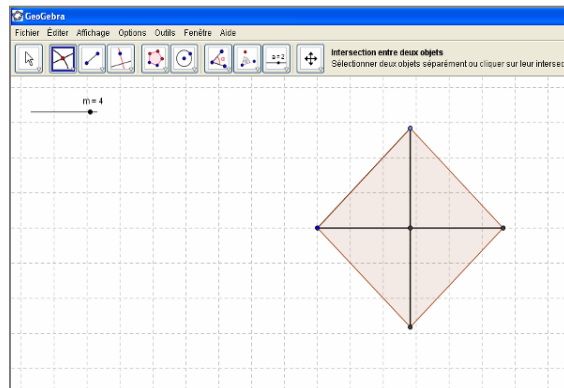 GeoGebra
Fichier Éditer Affichage Options Outils Fenêtre Aide
a=2
Intersection entre deux objets
Sélectionner deux objets séparément ou cliquer sur leur intersec
m = 4